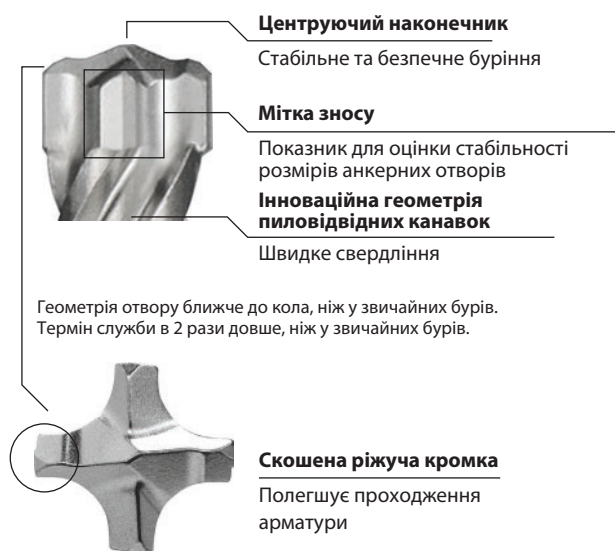 Центруючий наконечник
Стабільне та безпечне буріння
Мітка зносу
Показник для оцінки стабільності
розмірів анкерних отворів
Інноваційна геометрія
пиловідвідних канавок
Швидке свердління
Геометрія отвору ближче до кола, ніж у звичайних бурів.
Термін служби в 2 рази довше, ніж у звичайних бурів.
Скошена ріжуча кромка
Полегшує проходження
арматури